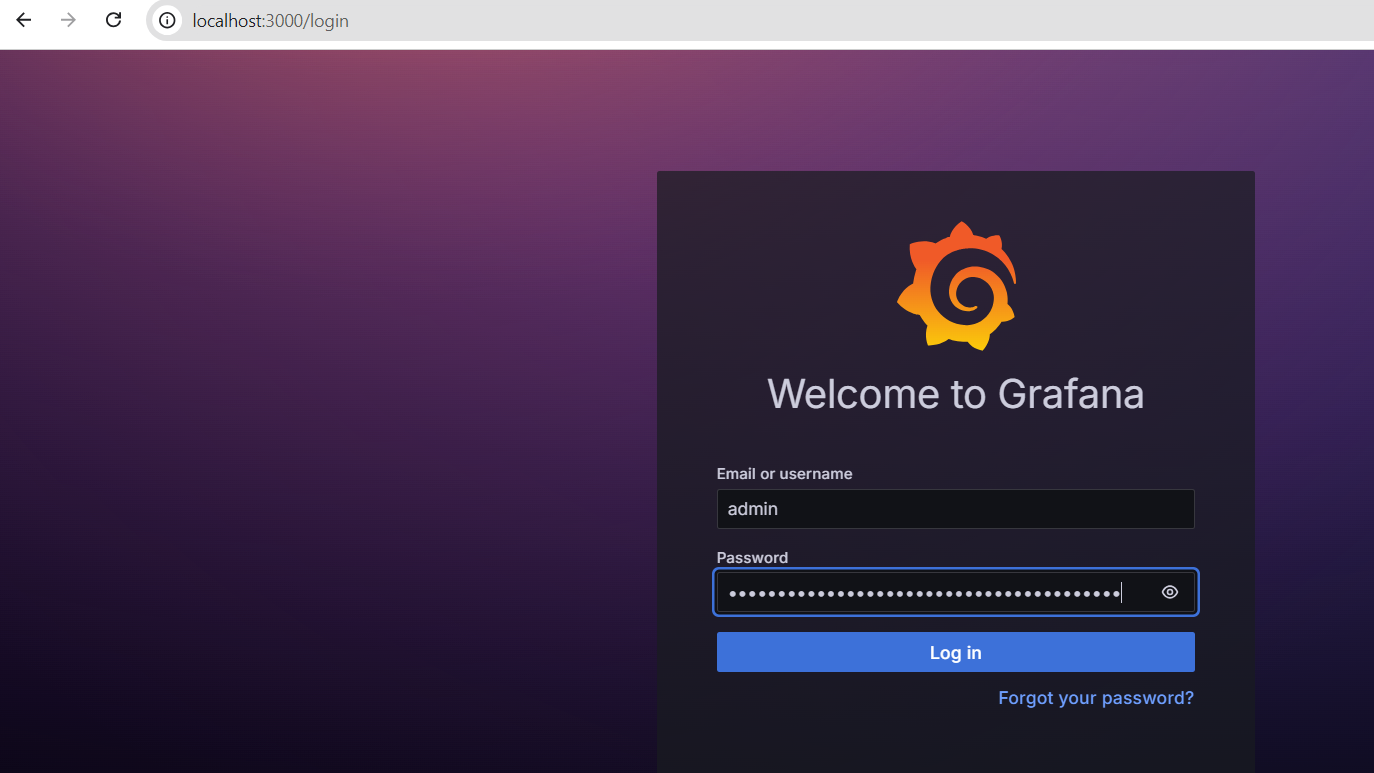 localhost:3000/login
Welcome to Grafana
Email or username
admin
Password
••••••••••••••••••••••••••••••••••••••••
Log in
Forgot your password?